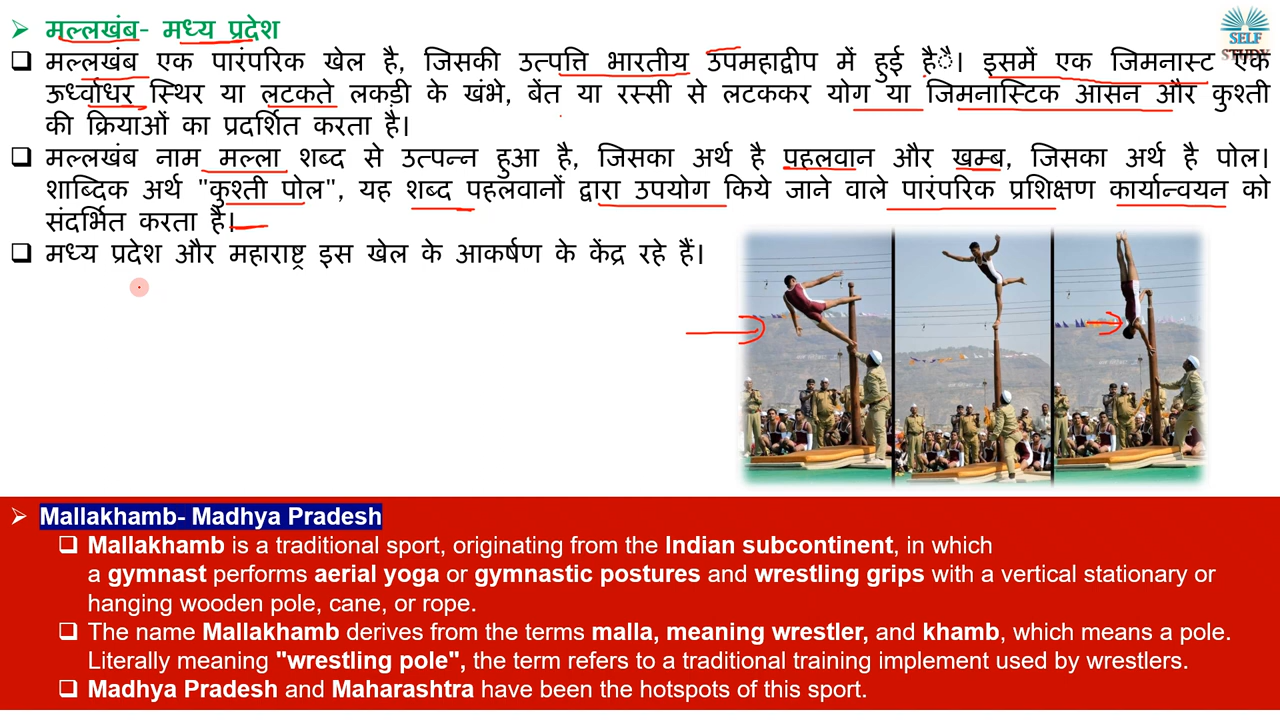 मल्लखंब- मध्य प्रदेश
SELF
STUDY
मल्लखंब एक पारंपरिक खेल है, जिसकी उत्पत्ति भारतीय उपमहाद्वीप में हुई हैै। इसमें एक जिमनास्ट एक
ऊर्ध्वाधर स्थिर या लटकते लकड़ी के खंभे, बेंत या रस्सी से लटककर योग या जिमनास्टिक आसन और कुश्ती
की क्रियाओं का प्रदर्शित करता है।
मल्लखंब नाम मल्ला शब्द से उत्पन्न हुआ है, जिसका अर्थ है पहलवान और खम्ब, जिसका अर्थ है पोल।
शाब्दिक अर्थ "कुश्ती पोल", यह शब्द पहलवानों द्वारा उपयोग किये जाने वाले पारंपरिक प्रशिक्षण कार्यान्वयन को
संदर्भित करता है।
मध्य प्रदेश और महाराष्ट्र इस खेल के आकर्षण के केंद्र रहे हैं।
Mallakhamb- Madhya Pradesh
Mallakhamb is a traditional sport, originating from the Indian subcontinent, in which
a gymnast performs aerial yoga or gymnastic postures and wrestling grips with a vertical stationary or
hanging wooden pole, cane, or rope.
The name Mallakhamb derives from the terms malla, meaning wrestler, and khamb, which means a pole.
Literally meaning "wrestling pole", the term refers to a traditional training implement used by wrestlers.
Madhya Pradesh and Maharashtra have been the hotspots of this sport.